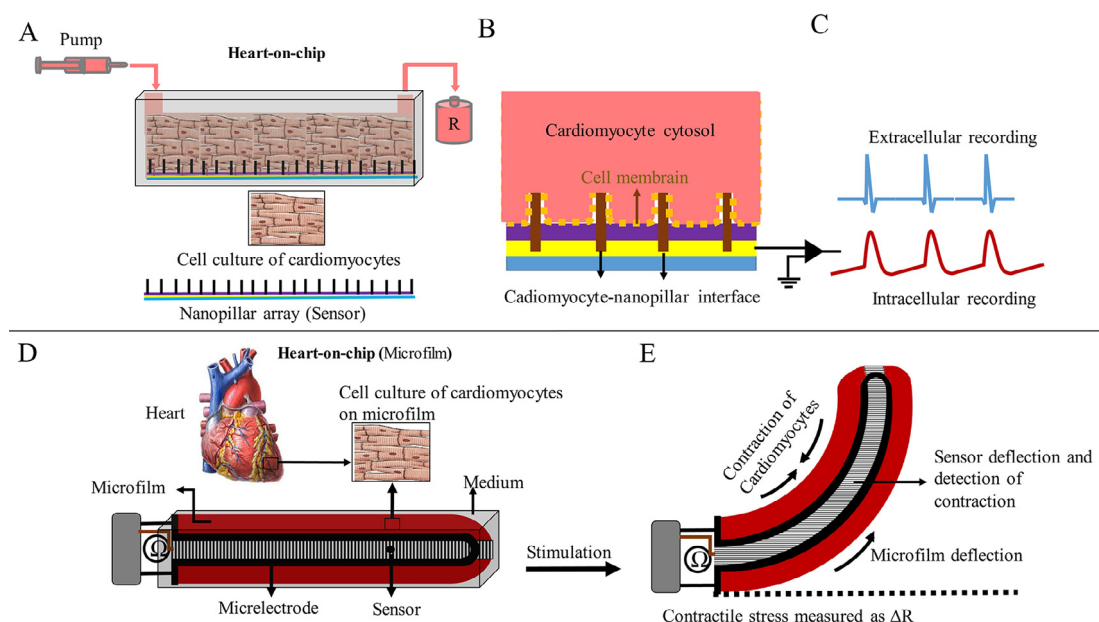 A
Pump
Heart-on-chip
R
Cell culture of cardiomyocytes
Nanopillar array (Sensor)
B
Cardiomyocyte cytosol
Cell membrain
Cadiomyocyte-nanopillar interface
C
Extracellular recording
Intracellular recording
D
Heart-on-chip (Microfilm)
Heart
Cell culture of cardiomyocytes
on microfilm
Microfilm
Medium
Ω
Micrelectrode
Sensor
Stimulation
E
Contraction of
Cardiomyocytes
Sensor deflection and
detection of
contraction
Ω
Microfilm deflection
Contractile stress measured as ΔR